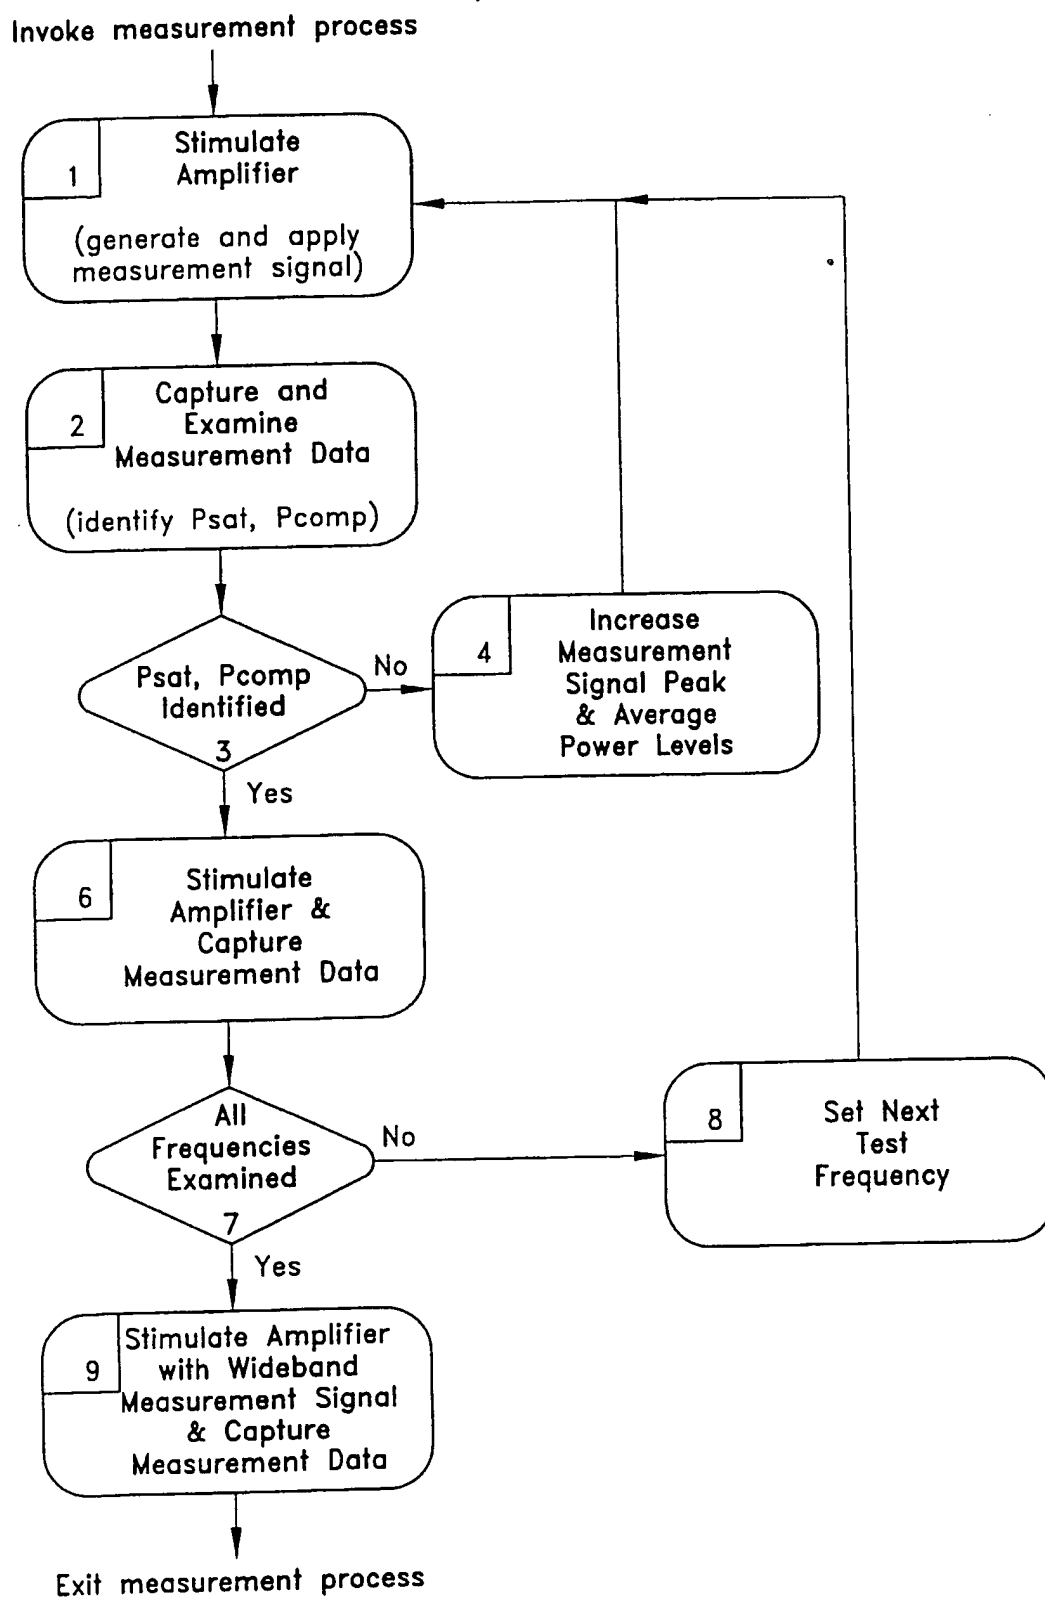 Invoke measurement process
1
Stimulate
Amplifier
(generate and apply
measurement signal)
2
Capture and
Examine
Measurement Data
(identify Psat, Pcomp)
Psat, Pcomp
Identified
3
No
Yes
4
Increase
Measurement
Signal Peak
& Average
Power Levels
6
Stimulate
Amplifier &
Capture
Measurement Data
All
Frequencies
Examined
7
No
Yes
8
Set Next
Test
Frequency
9
Stimulate Amplifier
with Wideband
Measurement Signal
& Capture
Measurement Data
Exit measurement process